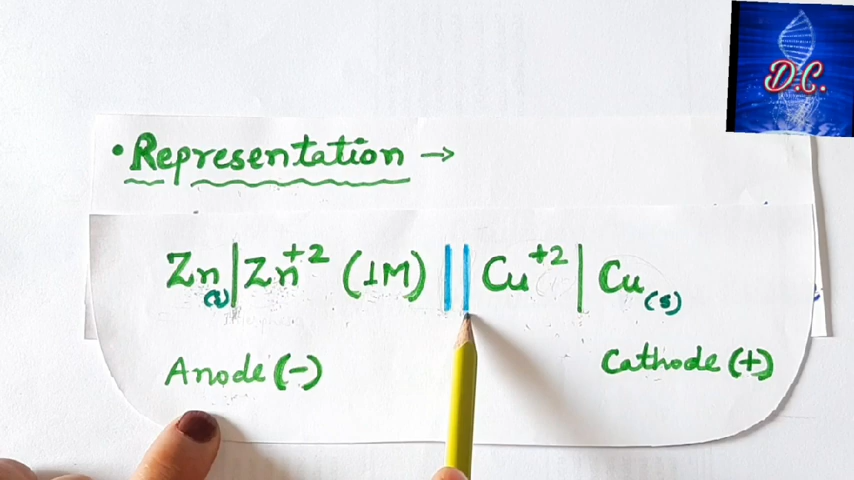 D.C.
• Representation →
Zn(s)|Zn+2 (1M) || Cu+2 | Cu(s)
Anode (-) Cathode (+)